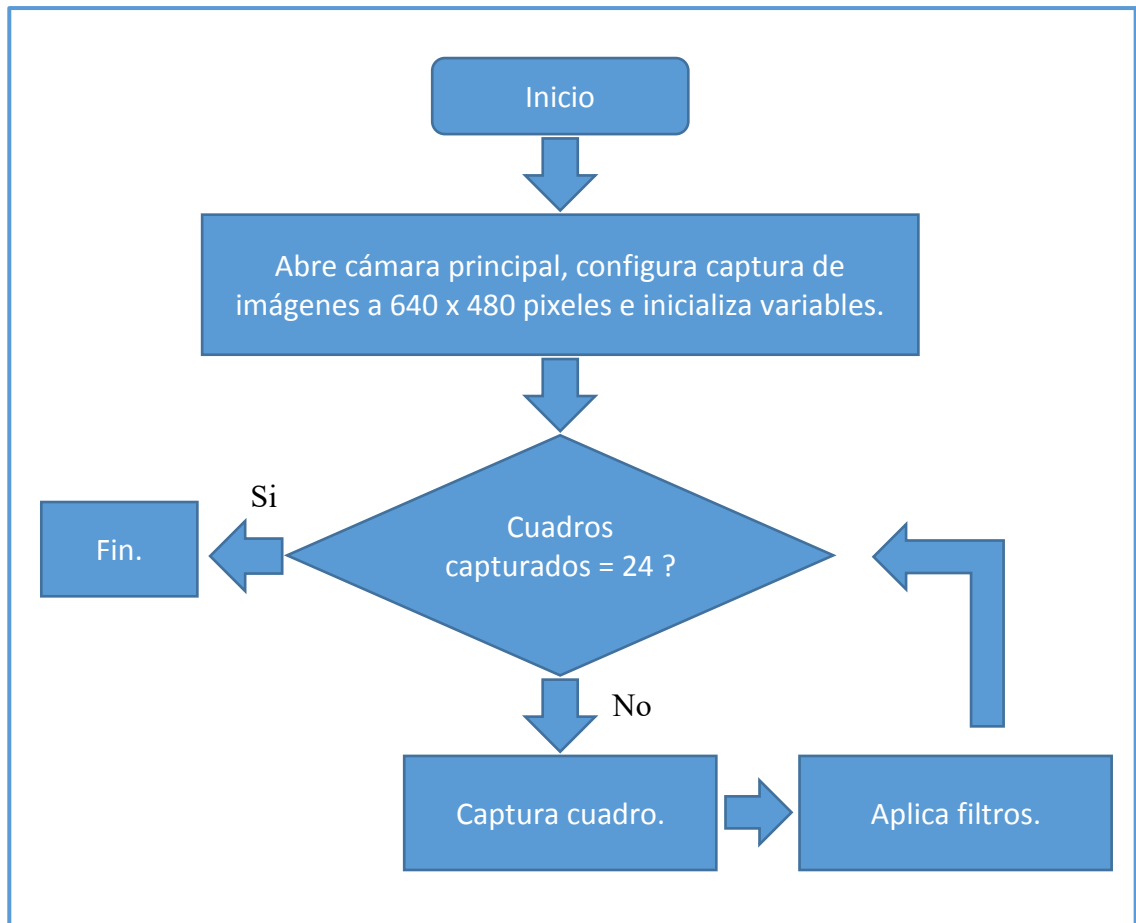 Inicio
Abre cámara principal, configura captura de
imágenes a 640 x 480 pixeles e inicializa variables.
Si
Fin.
Cuadros
capturados = 24 ?
No
Captura cuadro.
Aplica filtros.